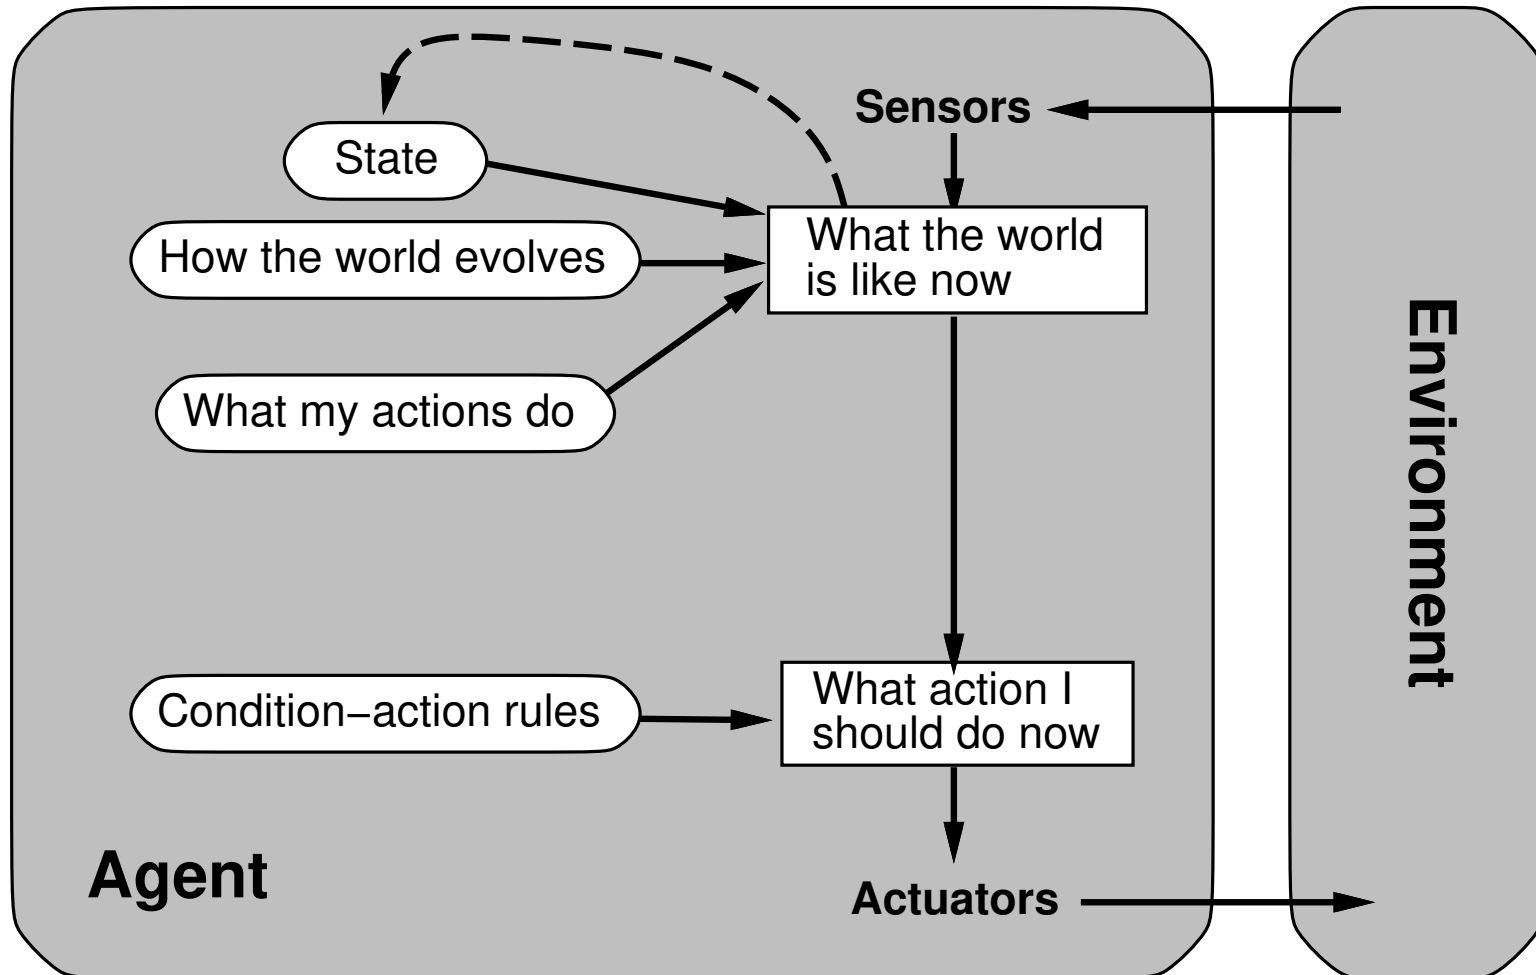 Sensors
State
What the world
is like now
How the world evolves
What my actions do
Condition−action rules
What action I
should do now
Agent
Actuators
Environment